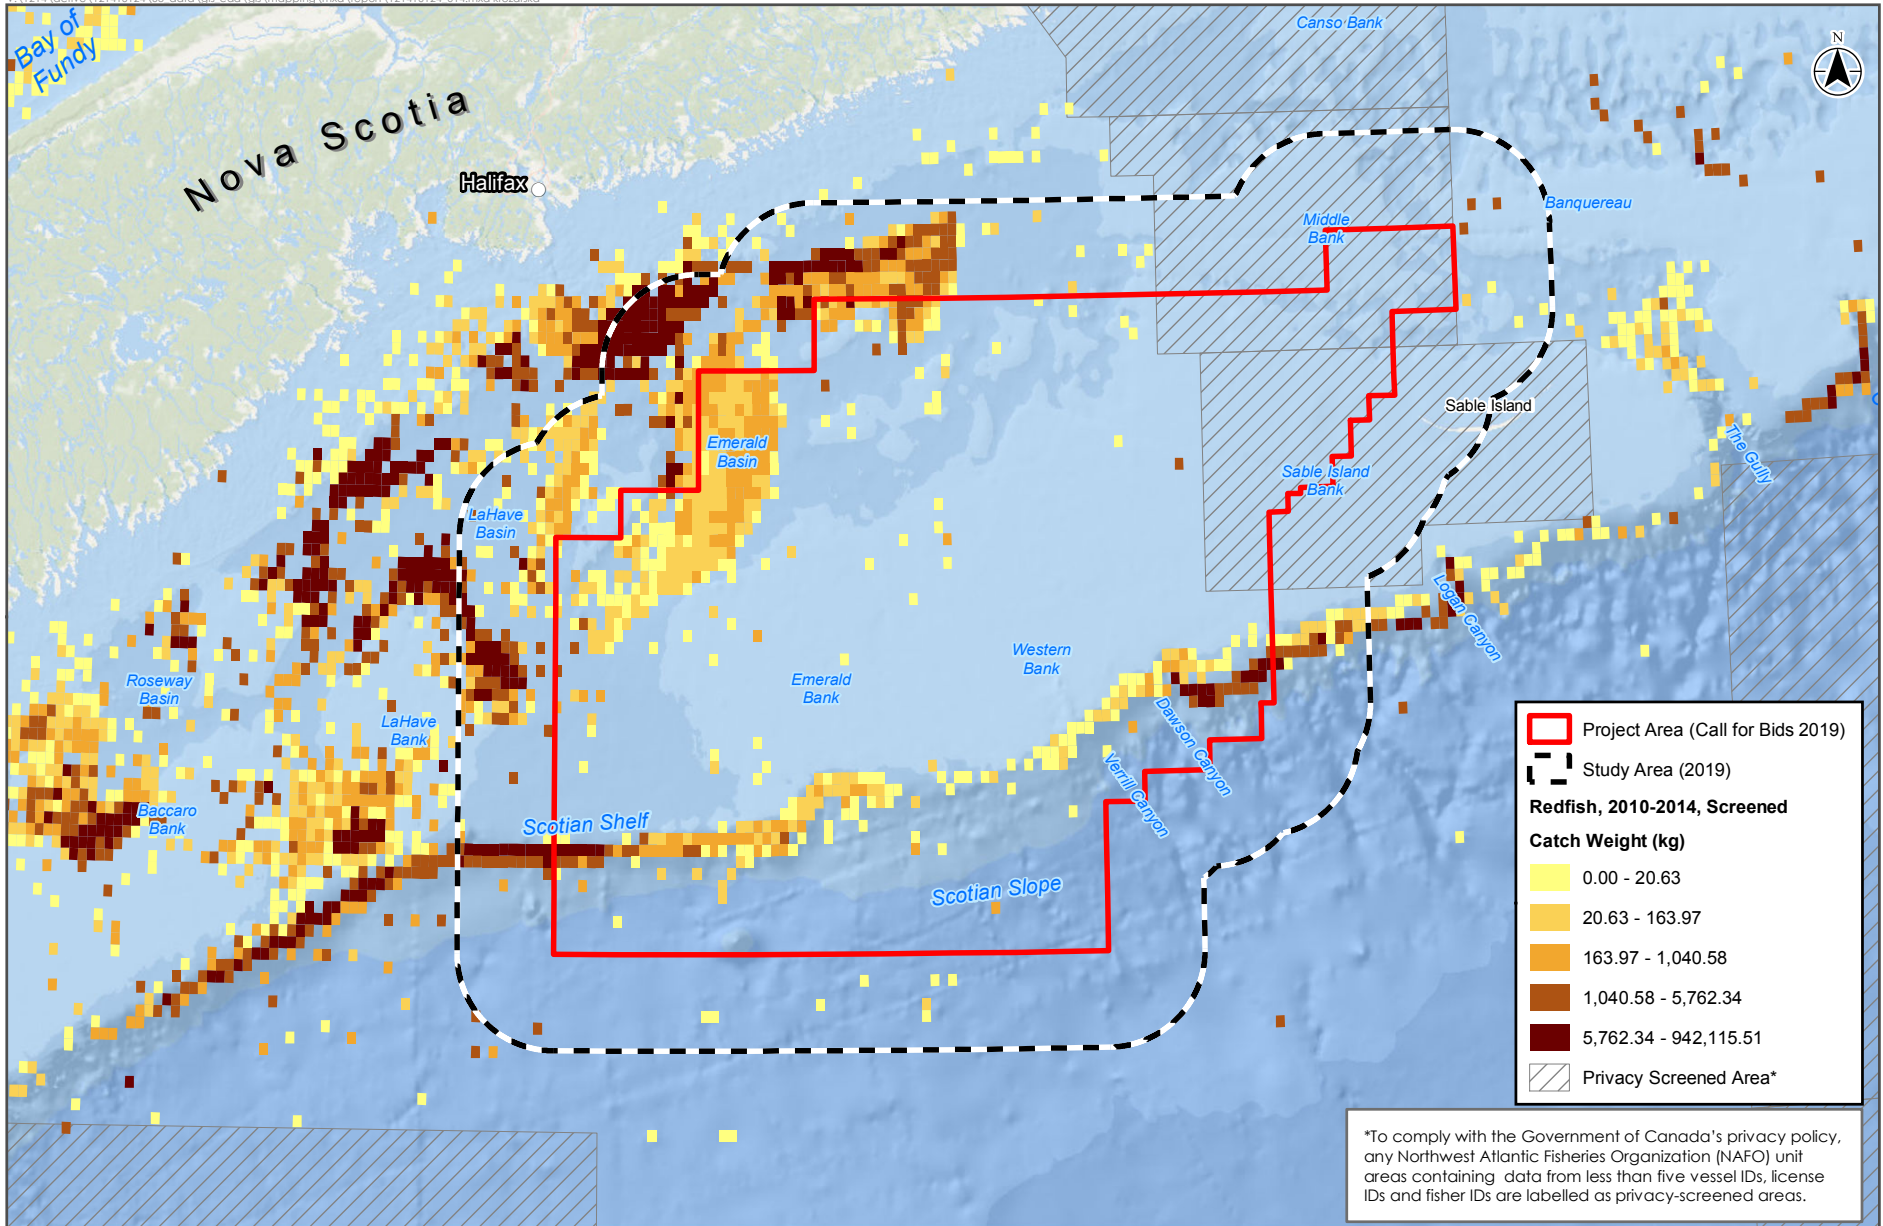 Bay of
Fundy
Nova Scotia
Halifax
Canso Bank
N
Middle
Bank
Banquereau
Sable Island
Sable Island
Bank
The Gully
Emerald
Basin
LaHave
Basin
Logan Canyon
Western
Bank
Emerald
Bank
Roseway
Basin
LaHave
Bank
Dawson Canyon
Verrill Canyon
Baccaro
Bank
Scotian Shelf
Scotian Slope
Project Area (Call for Bids 2019)
Study Area (2019)
Redfish, 2010-2014, Screened
Catch Weight (kg)
0.00 - 20.63
20.63 - 163.97
163.97 - 1,040.58
1,040.58 - 5,762.34
5,762.34 - 942,115.51
Privacy Screened Area*
*To comply with the Government of Canada's privacy policy,
any Northwest Atlantic Fisheries Organization (NAFO) unit
areas containing data from less than five vessel IDs, license
IDs and fisher IDs are labelled as privacy-screened areas.